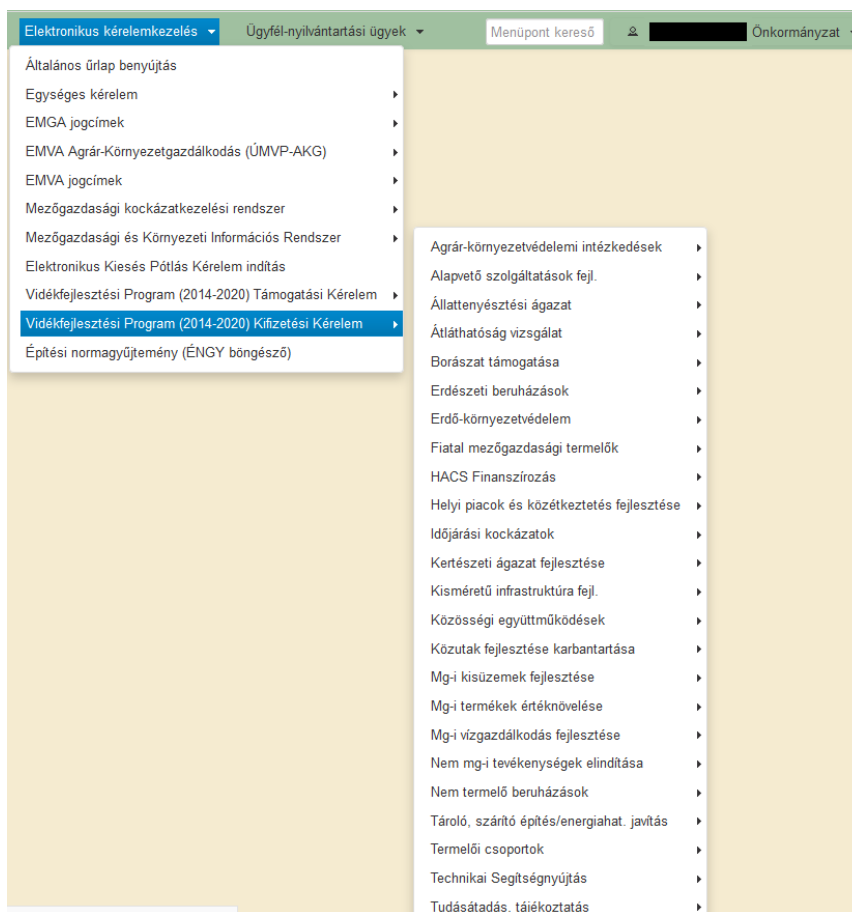 Elektronikus kérelemkezelés Ügyfél-nyilvántartási ügyek Menüpont kereső Önkormányzat
Általános űrlap benyújtás
Egységes kérelem
EMGA jogcímek
EMVA Agrár-Környezetgazdálkodás (ÚMVP-AKG)
EMVA jogcímek
Mezőgazdasági kockázatkezelési rendszer
Mezőgazdasági és Környezeti Információs Rendszer
Elektronikus Kiesés Pótlás Kérelem indítás
Vidékfejlesztési Program (2014-2020) Támogatási Kérelem
Vidékfejlesztési Program (2014-2020) Kifizetési Kérelem
Építési normagyűjtemény (ÉNGY böngésző)
Agrár-környezetvédelemi intézkedések
Alapvető szolgáltatások fejl.
Állattenyésztési ágazat
Átláthatóság vizsgálat
Borászat támogatása
Erdészeti beruházások
Erdő-környezetvédelem
Fiatal mezőgazdasági termelők
HACS Finanszírozás
Helyi piacok és közétkeztetés fejlesztése
Időjárási kockázatok
Kertészeti ágazat fejlesztése
Kisméretű infrastruktúra fejl.
Közösségi együttműködések
Közutak fejlesztése karbantartása
Mg-i kisüzemek fejlesztése
Mg-i termékek értéknövelése
Mg-i vízgazdálkodás fejlesztése
Nem mg-i tevékenységek elindítása
Nem termelő beruházások
Tároló, szárító építés/energiahat. javítás
Termelői csoportok
Technikai Segítségnyújtás
Tudásátadás, tájékoztatás